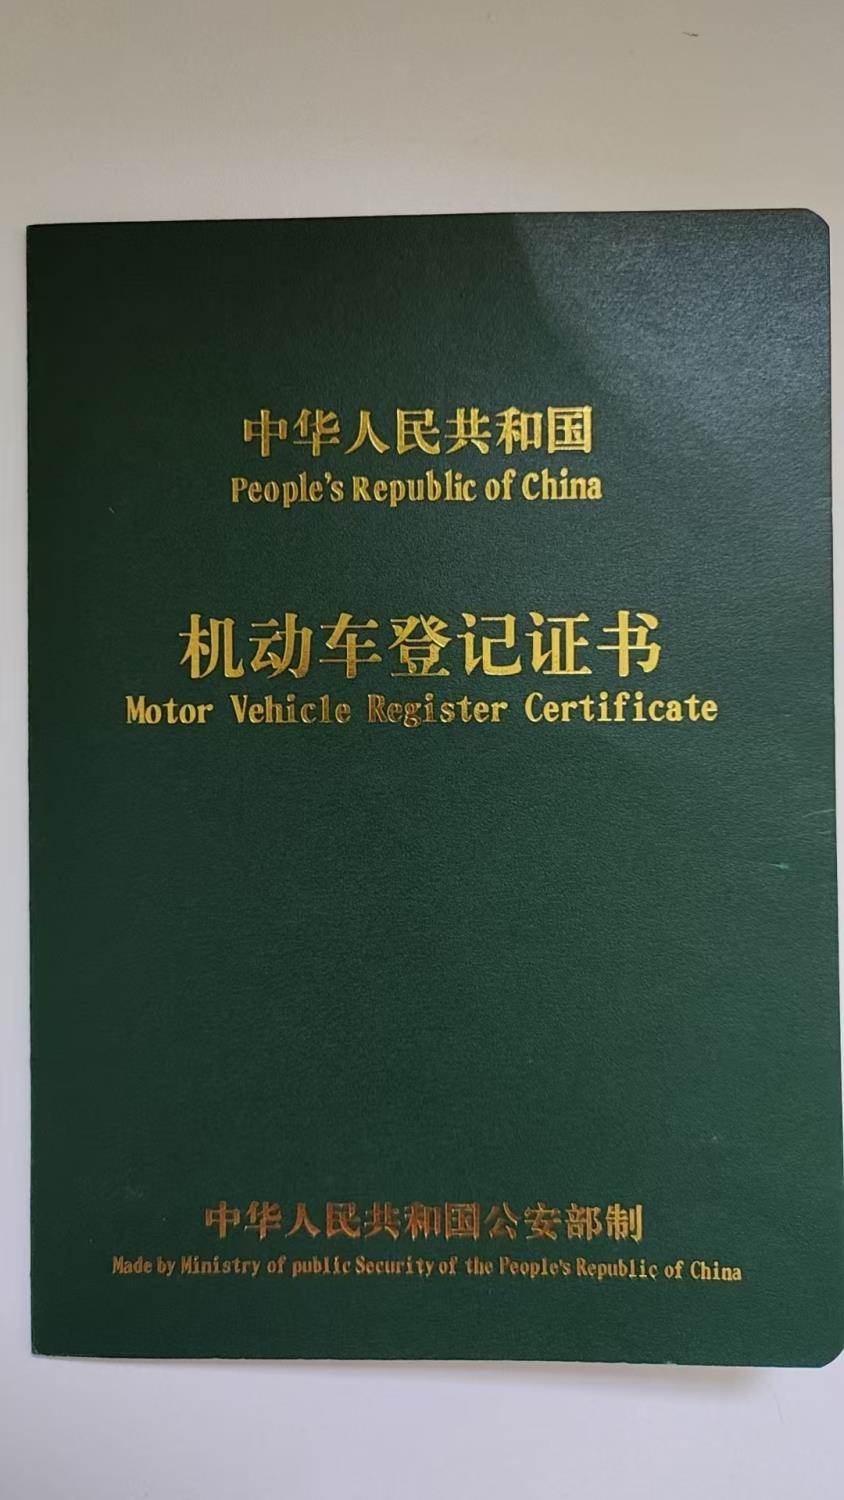 中华人民共和国
People's Republic of China
机动车登记证书
Motor Vehicle Register Certificate
中华人民共和国公安部制
Made by Ministry of public Security of the People's Republic of China